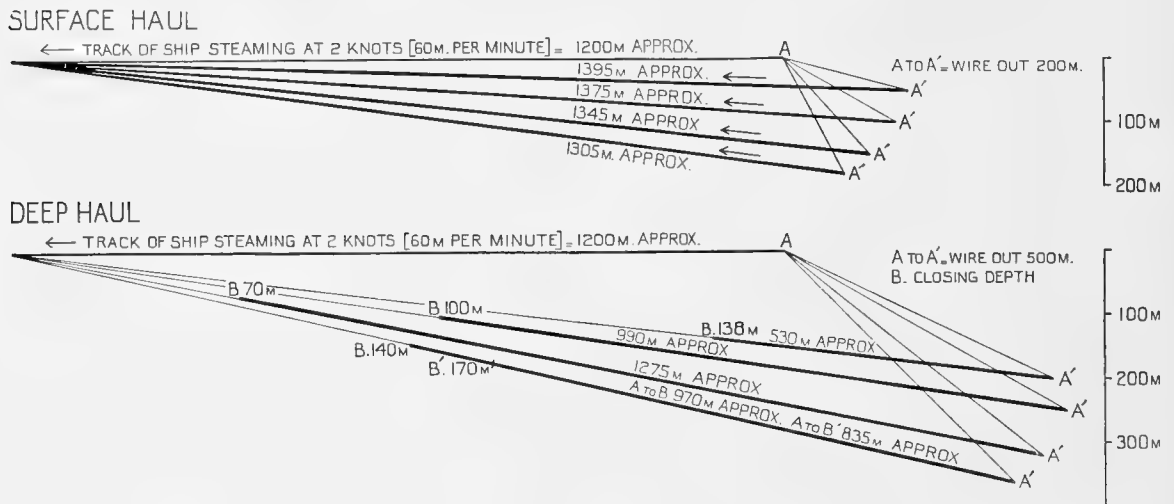 SURFACE HAUL
← TRACK OF SHIP STEAMING AT 2 KNOTS [60M. PER MINUTE] = 1200M APPROX.
A
A TO A' = WIRE OUT 200M.
1395M APPROX. ←
A'
1375M APPROX. ←
A'
100M
1345M APPROX ←
A'
1305M. APPROX. ←
A'
200M
DEEP HAUL
← TRACK OF SHIP STEAMING AT 2 KNOTS [60M PER MINUTE] = 1200M. APPROX.
A
A TO A' = WIRE OUT 500M.
B. CLOSING DEPTH
B 70M
B 100M
100M
B.138M 530M APPROX
990M APPROX
B.140M
B'. 170M'
A'
200M
1275M APPROX
A'
A TO B 970M APPROX. A TO B' 835M APPROX
A'
300M
A'